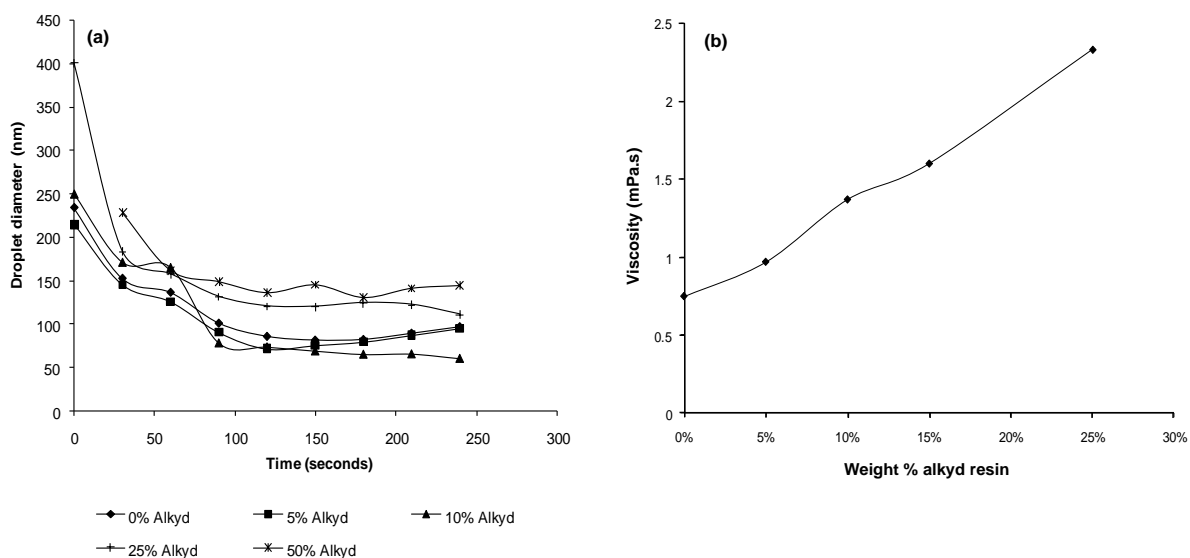 (a)
450
400
350
300
250
200
150
100
50
0
Droplet diameter (nm)
0 50 100 150 200 250 300
Time (seconds)
0% Alkyd 5% Alkyd 10% Alkyd
25% Alkyd 50% Alkyd
(b)
2.5
2
1.5
1
0.5
0
Viscosity (mPa.s)
0% 5% 10% 15% 20% 25% 30%
Weight % alkyd resin